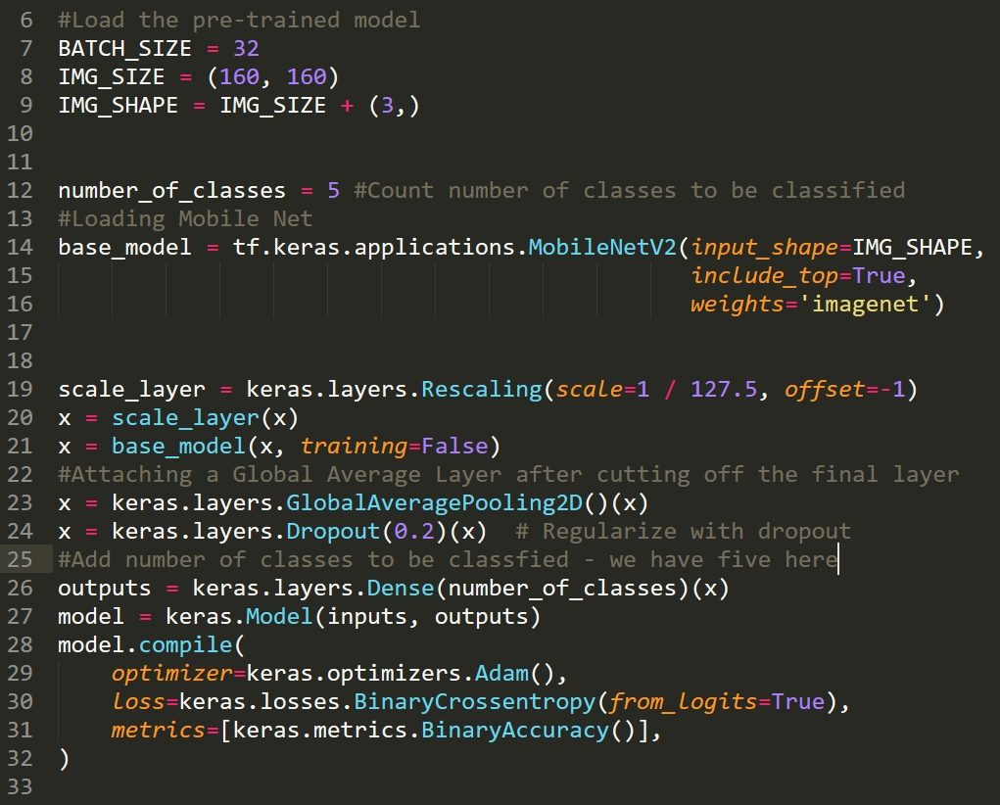 6 #Load the pre-trained model
7 BATCH_SIZE = 32
8 IMG_SIZE = (160, 160)
9 IMG_SHAPE = IMG_SIZE + (3,)
10
11
12 number_of_classes = 5 #Count number of classes to be classified
13 #Loading Mobile Net
14 base_model = tf.keras.applications.MobileNetV2(input_shape=IMG_SHAPE,
15                                                include_top=True,
16                                                weights='imagenet')
17
18
19 scale_layer = keras.layers.Rescaling(scale=1 / 127.5, offset=-1)
20 x = scale_layer(x)
21 x = base_model(x, training=False)
22 #Attaching a Global Average Layer after cutting off the final layer
23 x = keras.layers.GlobalAveragePooling2D()(x)
24 x = keras.layers.Dropout(0.2)(x)  # Regularize with dropout
25 #Add number of classes to be classfied - we have five here
26 outputs = keras.layers.Dense(number_of_classes)(x)
27 model = keras.Model(inputs, outputs)
28 model.compile(
29     optimizer=keras.optimizers.Adam(),
30     loss=keras.losses.BinaryCrossentropy(from_logits=True),
31     metrics=[keras.metrics.BinaryAccuracy()],
32 )
33